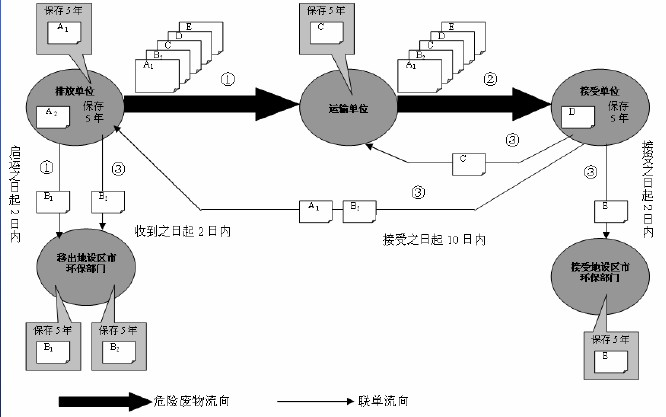 保存5年
A₁
E
D
C
B₁
A₁
①
保存5年
C
E
D
C
B₁
A₁
②
排放单位
A₂
保存
5年
运输单位
接受单位
D
保存
5年
启运之日起2日内
①
③
B₁
③
C
③
A₁
③
接受之日起2日内
B
收到之日起2日内
接受之日起10日内
移出地设区市
环保部门
接受地设区市
环保部门
保存5年
B₁
保存5年
B₂
保存5年
B
危险废物流向
联单流向